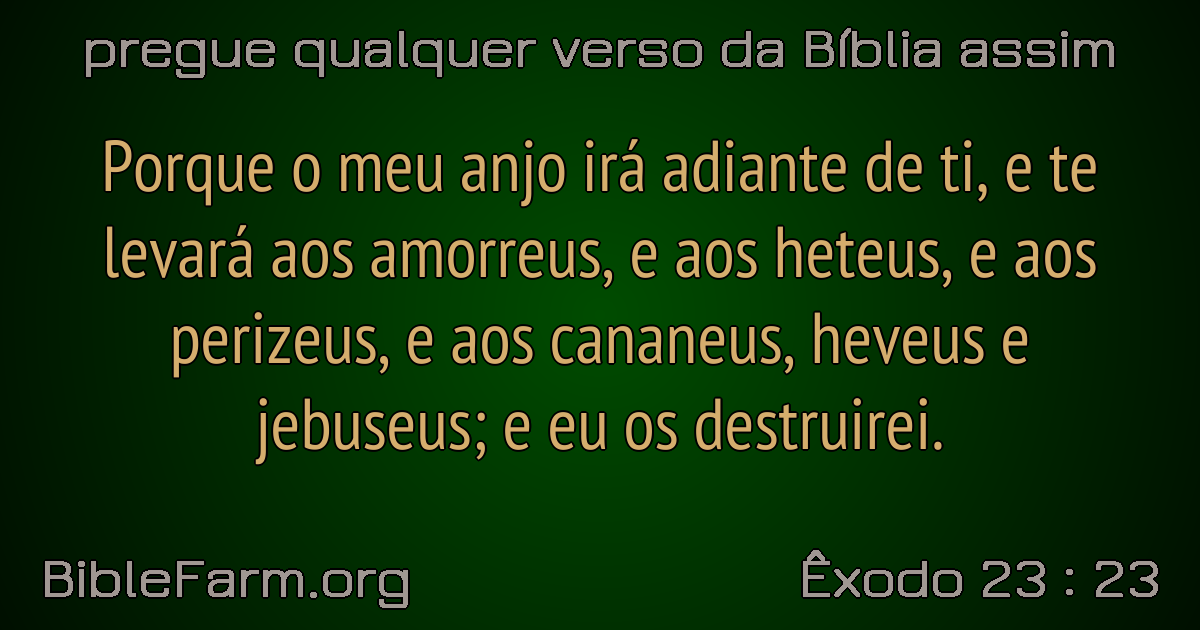 pregue qualquer verso da Bíblia assim
Porque o meu anjo irá adiante de ti, e te
levará aos amorreus, e aos heteus, e aos
perizeus, e aos cananeus, heveus e
jebuseus; e eu os destruirei.
BibleFarm.org
Êxodo 23 : 23